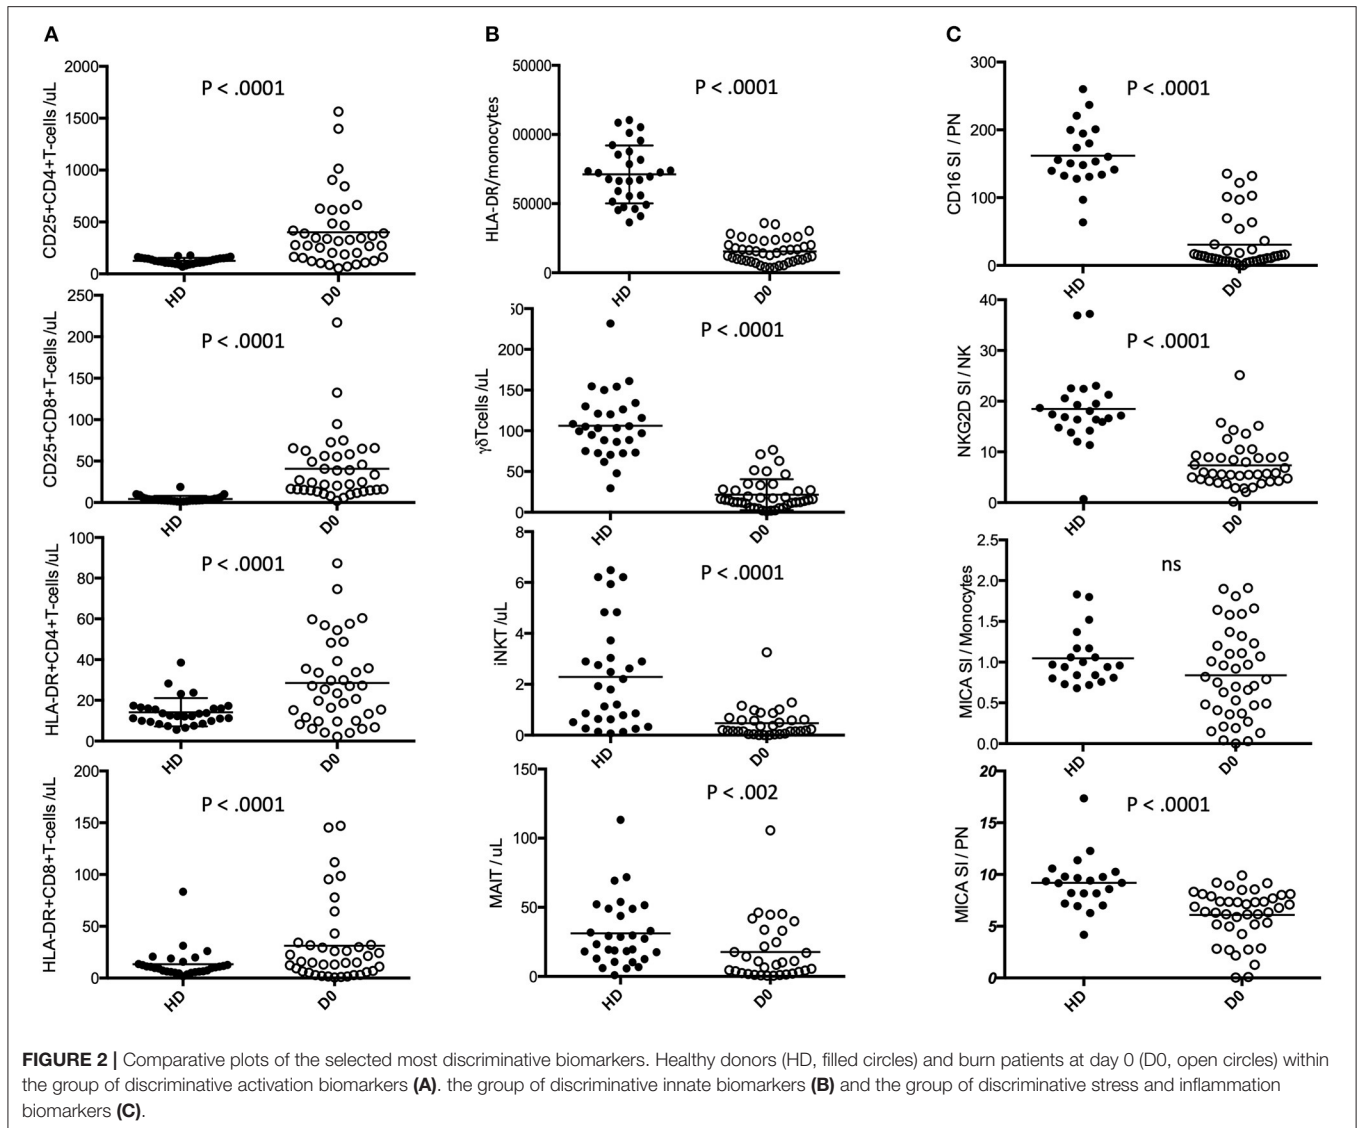 A
CD25+CD4+T-cells /uL
2000
1500
1000
500
0
P < .0001
HD
D0
CD25+CD8+T-cells /uL
250
200
150
100
50
0
P < .0001
HD
D0
HLA-DR+CD4+T-cells /uL
100
80
60
40
20
0
P < .0001
HD
D0
HLA-DR+CD8+T-cells /uL
200
150
100
50
0
P < .0001
HD
D0
B
HLA-DR/monocytes
50000
00000
50000
0
P < .0001
HD
D0
γδTcells /uL
50
200
150
100
50
0
P < .0001
HD
D0
iNKT /uL
8
6
4
2
0
P < .0001
HD
D0
MAIT / uL
150
100
50
0
P < .002
HD
D0
C
CD16 SI / PN
300
200
100
0
P < .0001
HD
D0
NKG2D SI / NK
40
30
20
10
0
P < .0001
HD
D0
MICA SI / Monocytes
2.5
2.0
1.5
1.0
0.5
0.0
ns
HD
D0
MICA SI / PN
20
15
10
5
0
P < .0001
HD
D0
FIGURE 2 | Comparative plots of the selected most discriminative biomarkers. Healthy donors (HD, filled circles) and burn patients at day 0 (D0, open circles) within
the group of discriminative activation biomarkers (A). the group of discriminative innate biomarkers (B) and the group of discriminative stress and inflammation
biomarkers (C).